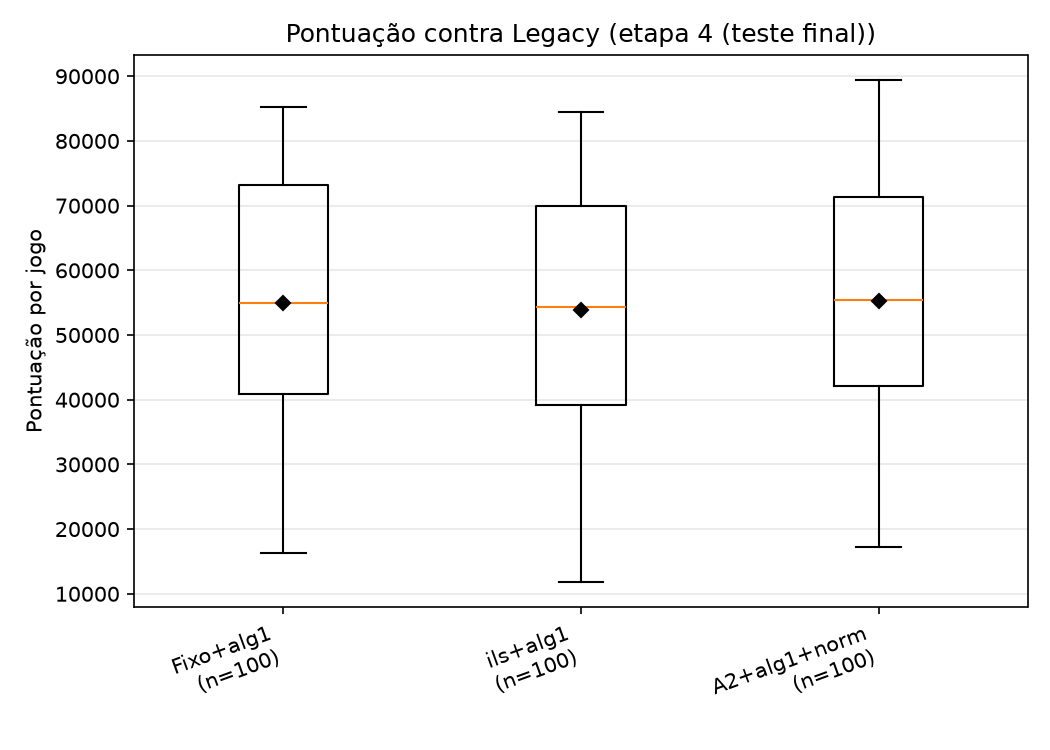 Pontuação contra Legacy (etapa 4 (teste final))
Pontuação por jogo
90000
80000
70000
60000
50000
40000
30000
20000
10000
Fixo+alg1
(n=100)
ils+alg1
(n=100)
A2+alg1+norm
(n=100)